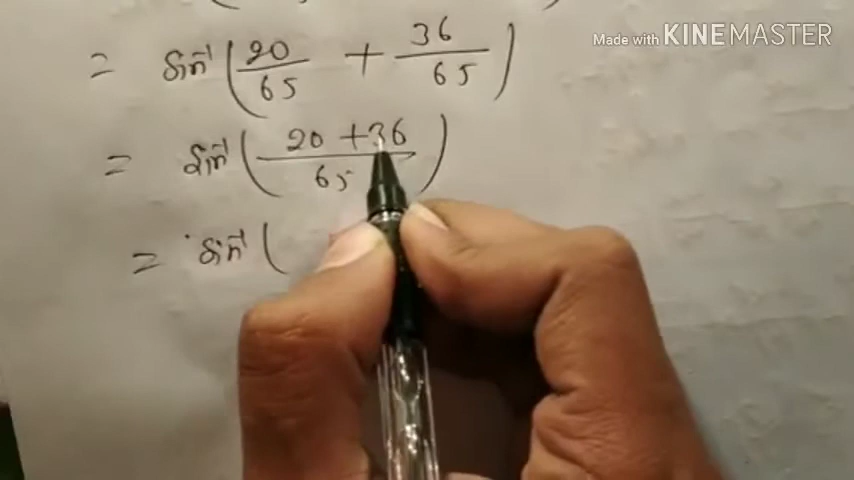 Made with KINEMASTER
= sin⁻¹ (20/65 + 36/65)
= sin⁻¹ (20 + 36/65)
= sin⁻¹ (